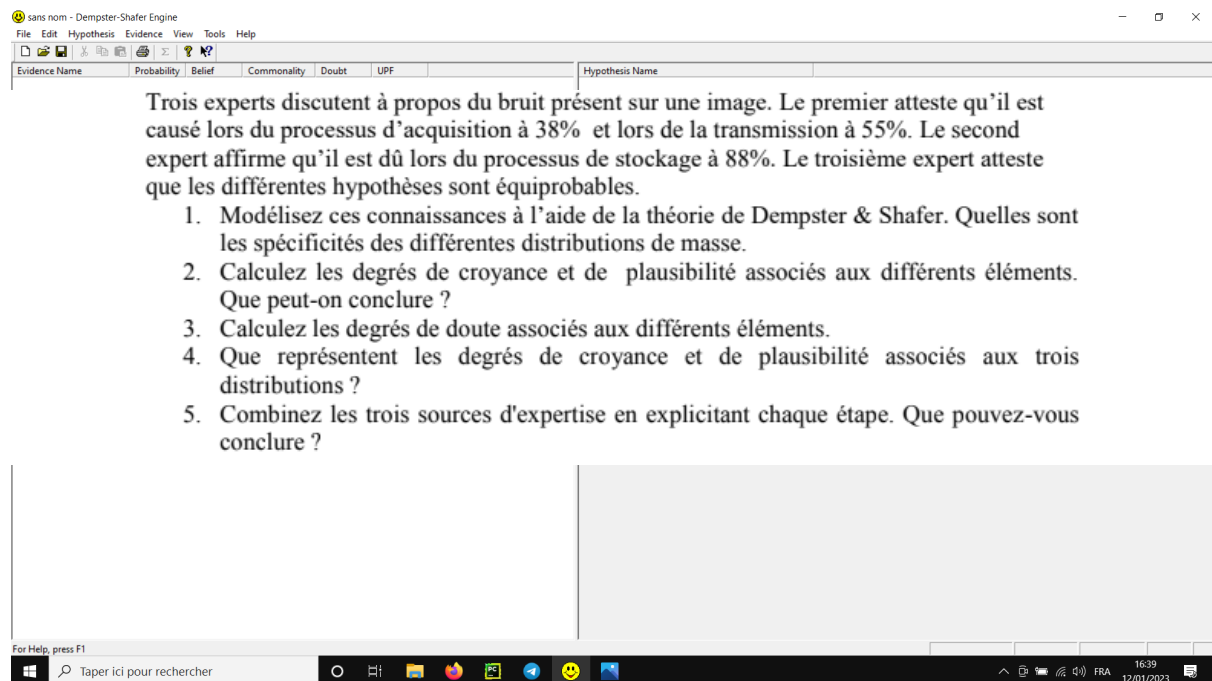 sans nom - Dempster-Shafer Engine
File Edit Hypothesis Evidence View Tools Help
Evidence Name Probability Belief Commonality Doubt UPF Hypothesis Name
Trois experts discutent à propos du bruit présent sur une image. Le premier atteste qu'il est
causé lors du processus d'acquisition à 38% et lors de la transmission à 55%. Le second
expert affirme qu'il est dû lors du processus de stockage à 88%. Le troisième expert atteste
que les différentes hypothèses sont équiprobables.
1. Modélisez ces connaissances à l'aide de la théorie de Dempster & Shafer. Quelles sont
les spécificités des différentes distributions de masse.
2. Calculez les degrés de croyance et de plausibilité associés aux différents éléments.
Que peut-on conclure ?
3. Calculez les degrés de doute associés aux différents éléments.
4. Que représentent les degrés de croyance et de plausibilité associés aux trois
distributions ?
5. Combinez les trois sources d'expertise en explicitant chaque étape. Que pouvez-vous
conclure ?
For Help, press F1
Taper ici pour rechercher
PC
FRA
16:39
12/01/2023